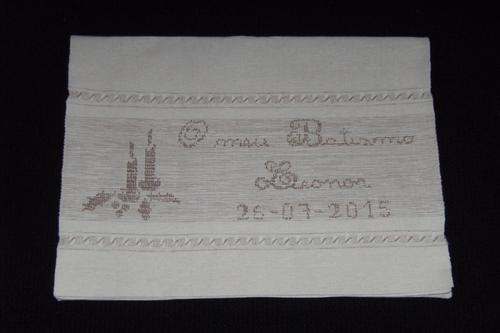 O meu Batismo
Leonor
26-07-2015